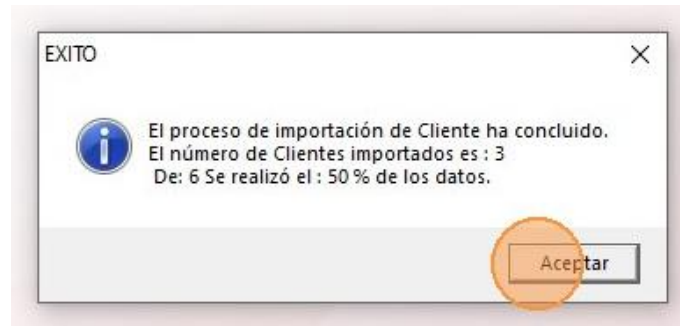 EXITO
El proceso de importación de Cliente ha concluido.
El número de Clientes importados es : 3
De: 6 Se realizó el : 50 % de los datos.
Aceptar